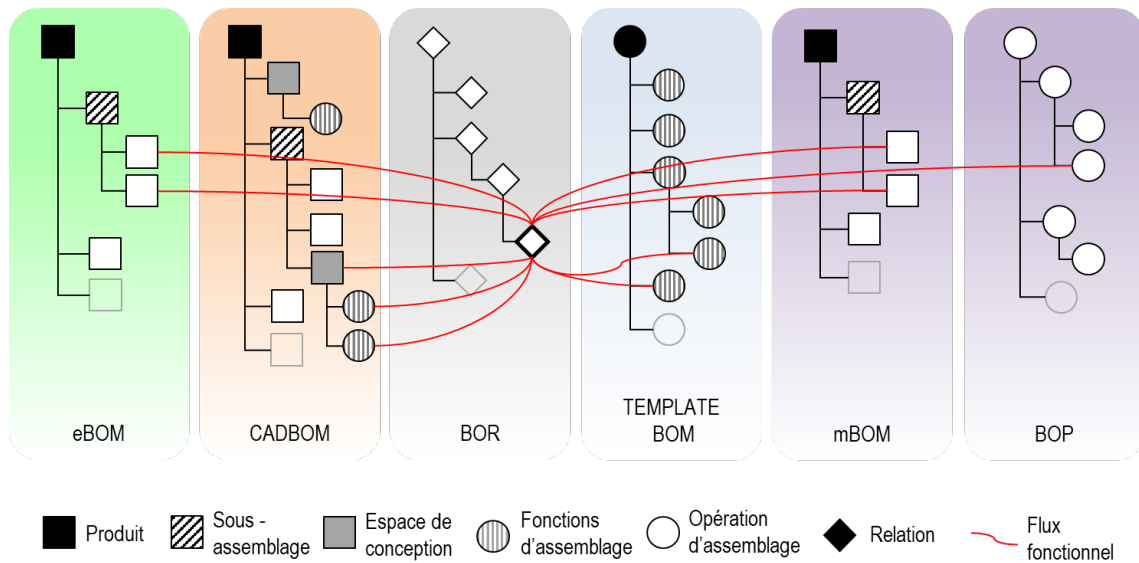 eBOM
CADBOM
BOR
TEMPLATE
BOM
mBOM
BOP
Produit
Sous -
assemblage
Espace de
conception
Fonctions
d'assemblage
Opération
d'assemblage
Relation
Flux
fonctionnel